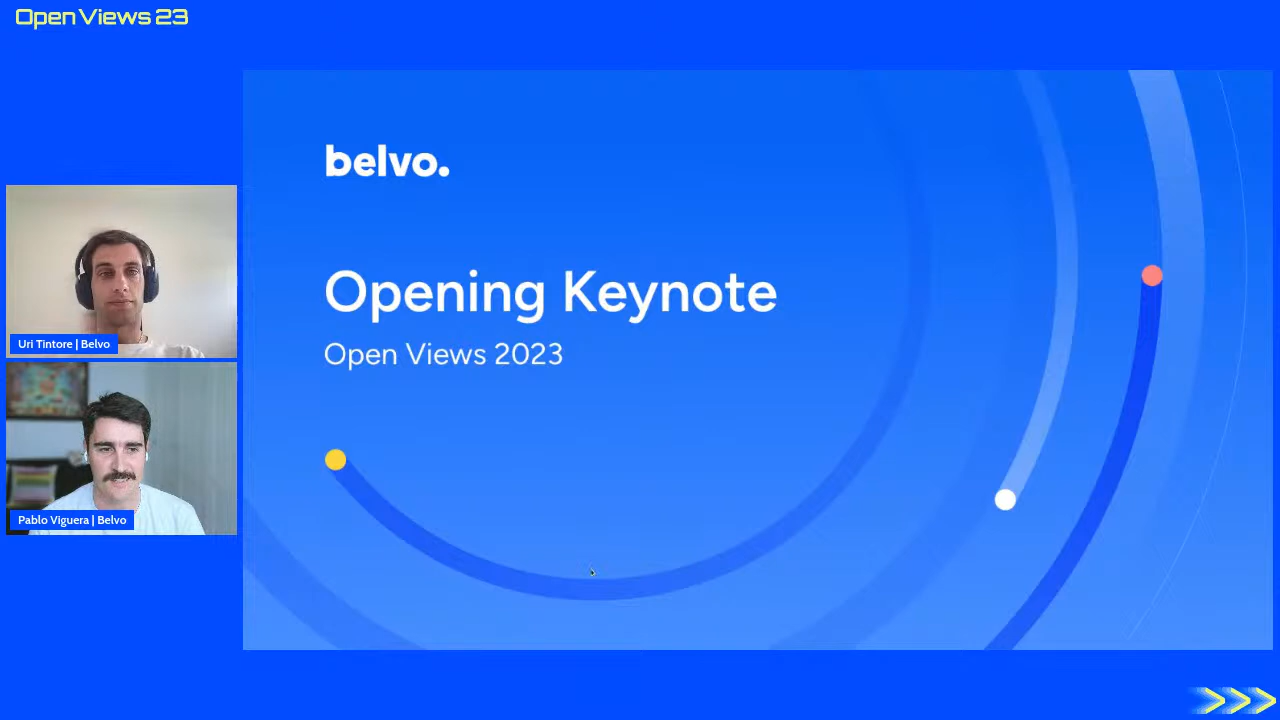 Open Views 23
belvo.
Opening Keynote
Open Views 2023
Uri Tintore | Belvo
Pablo Viguera | Belvo